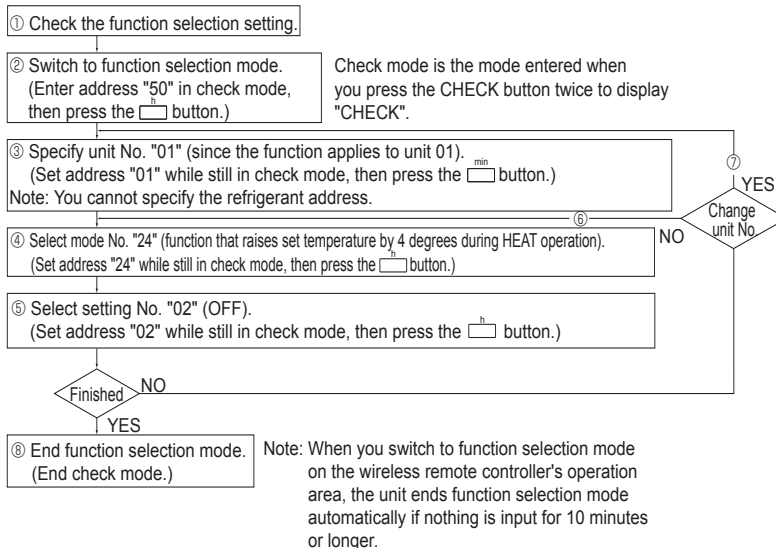 ① Check the function selection setting.
② Switch to function selection mode.
(Enter address "50" in check mode,
then press the h button.)
Check mode is the mode entered when
you press the CHECK button twice to display
"CHECK".
③ Specify unit No. "01" (since the function applies to unit 01).
(Set address "01" while still in check mode, then press the min button.)
Note: You cannot specify the refrigerant address.
⑦
YES
Change
unit No.
⑥
NO
④ Select mode No. "24" (function that raises set temperature by 4 degrees during HEAT operation).
(Set address "24" while still in check mode, then press the h button.)
⑤ Select setting No. "02" (OFF).
(Set address "02" while still in check mode, then press the h button.)
Finished
NO
YES
⑧ End function selection mode.
(End check mode.)
Note: When you switch to function selection mode
on the wireless remote controller's operation
area, the unit ends function selection mode
automatically if nothing is input for 10 minutes
or longer.